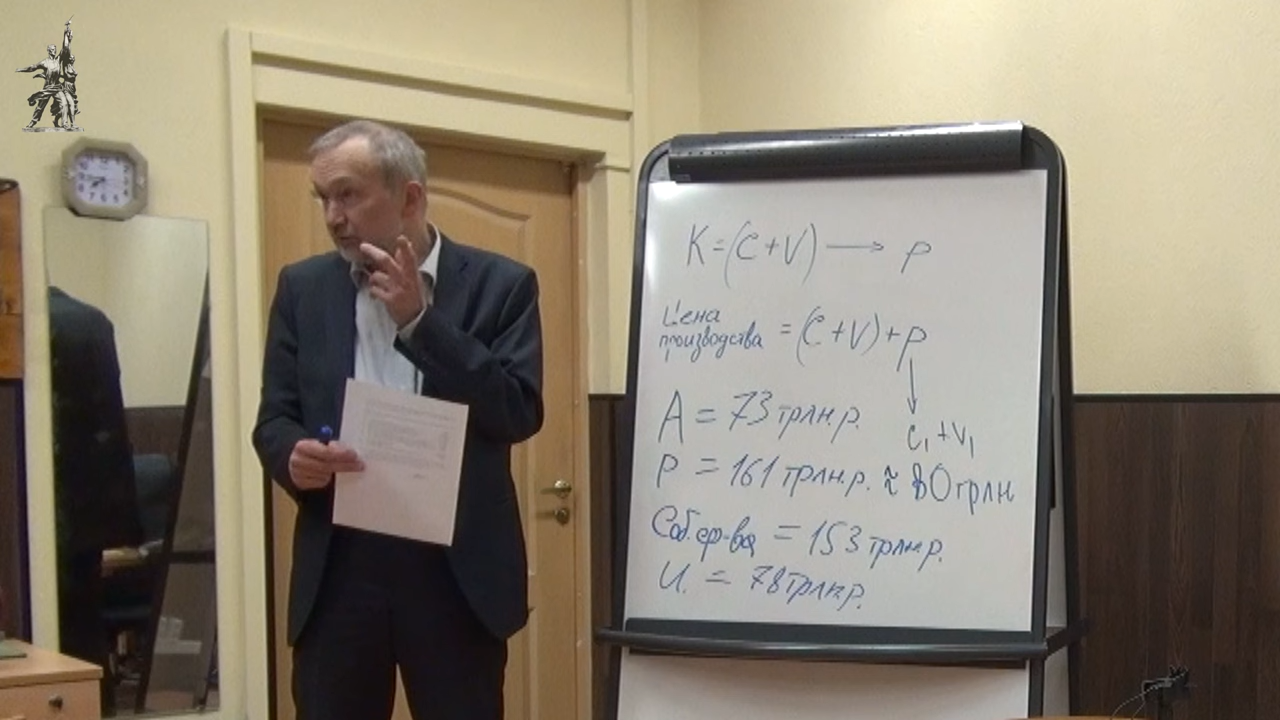 K = (C + V) → p
Цена
производства = (C + V) + p
C₁ + V₁
A = 73 трлн.р.
P = 161 трлн.р. ≈ 80 трлн
Соб. ср-ва = 153 трлн.р.
И. = 78 трлн.р.